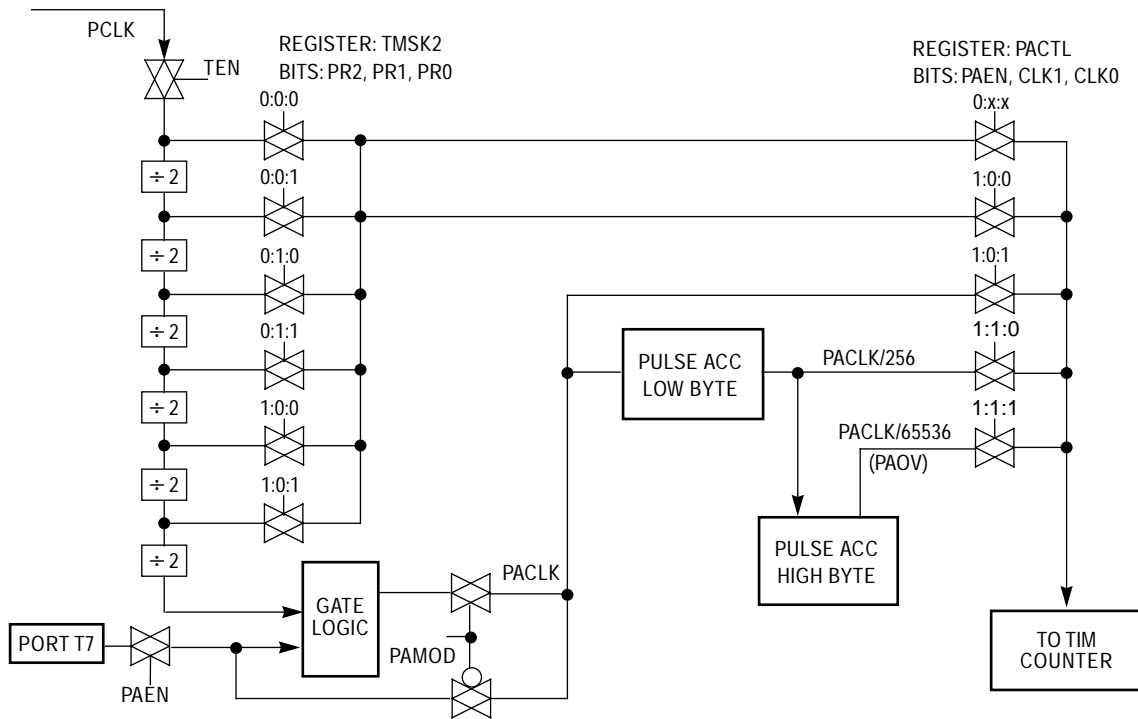 PCLK
REGISTER: TMSK2
BITS: PR2, PR1, PR0
REGISTER: PACTL
BITS: PAEN, CLK1, CLK0
TEN
0:0:0
0:x:x
÷ 2
0:0:1
1:0:0
÷ 2
0:1:0
1:0:1
÷ 2
0:1:1
1:1:0
PULSE ACC
LOW BYTE
PACLK/256
÷ 2
1:0:0
1:1:1
PACLK/65536
(PAOV)
÷ 2
1:0:1
PULSE ACC
HIGH BYTE
÷ 2
GATE
LOGIC
PACLK
PORT T7
PAMOD
PAEN
TO TIM
COUNTER